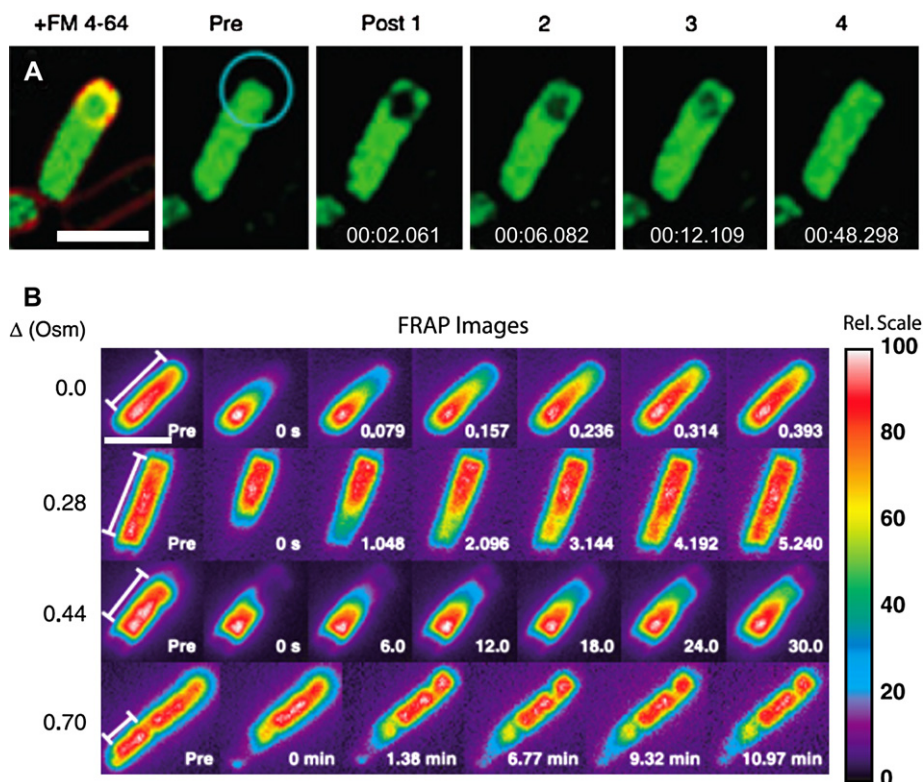 +FM 4-64 Pre Post 1 2 3 4
A
00:02.061 00:06.082 00:12.109 00:48.298
B
Δ (Osm) FRAP Images Rel. Scale
100
0.0
Pre 0 s 0.079 0.157 0.236 0.314 0.393
80
0.28
Pre 0 s 1.048 2.096 3.144 4.192 5.240
60
40
0.44
Pre 0 s 6.0 12.0 18.0 24.0 30.0
20
0.70
Pre 0 min 1.38 min 6.77 min 9.32 min 10.97 min
0